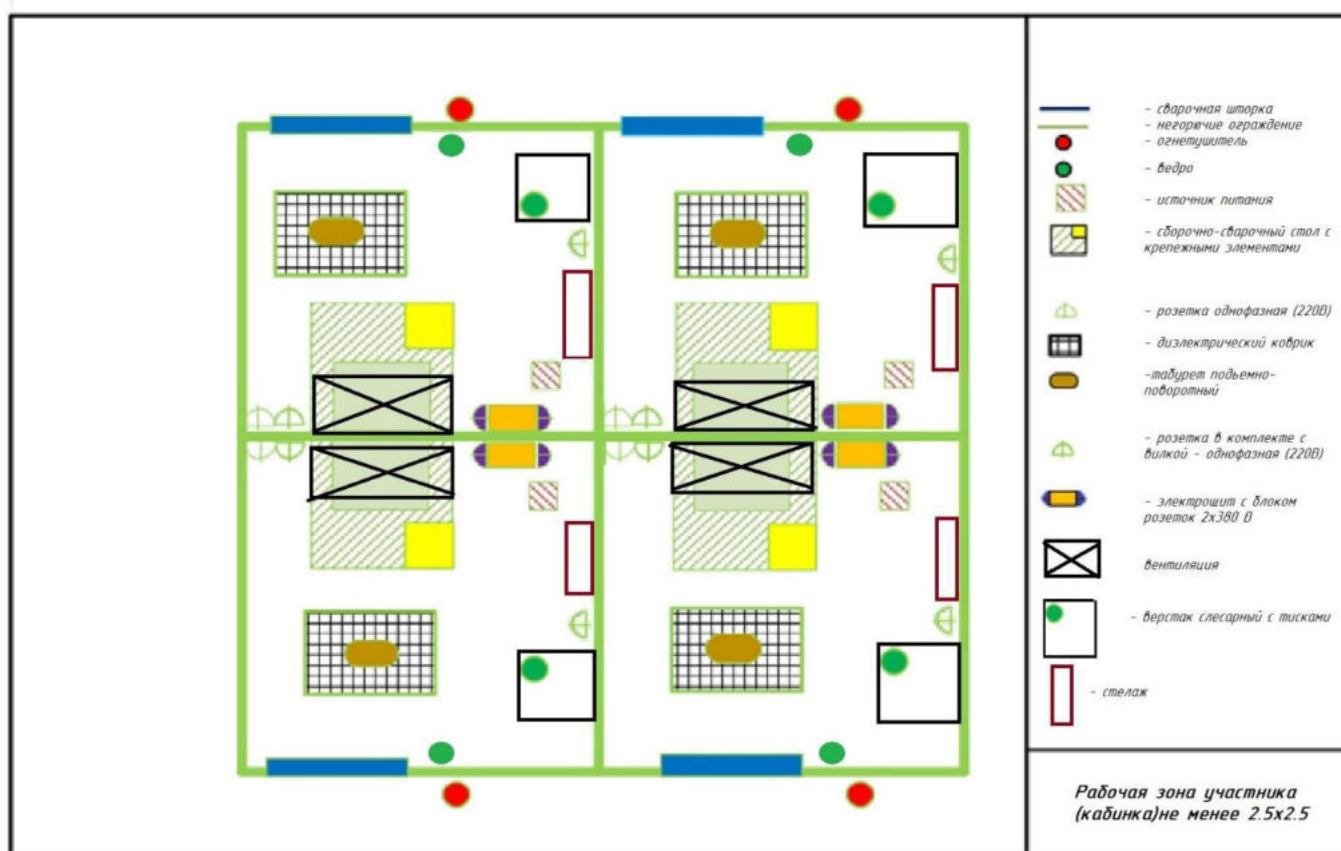 - сварочная шторка
- негорючие ограждение
- огнетушитель
- ведро
- источник питания
- сборочно-сварочный стол с
крепежными элементами
- розетка однофазная (220В)
- диэлектрический коврик
-табурет подьемно-
поворотный
- розетка в комплекте с
вилкой - однофазная (220В)
- электрощит с блоком
розеток 2х380 В
вентиляция
- верстак слесарный с тисками
- стелаж
Рабочая зона участника
(кабинка)не менее 2.5х2.5